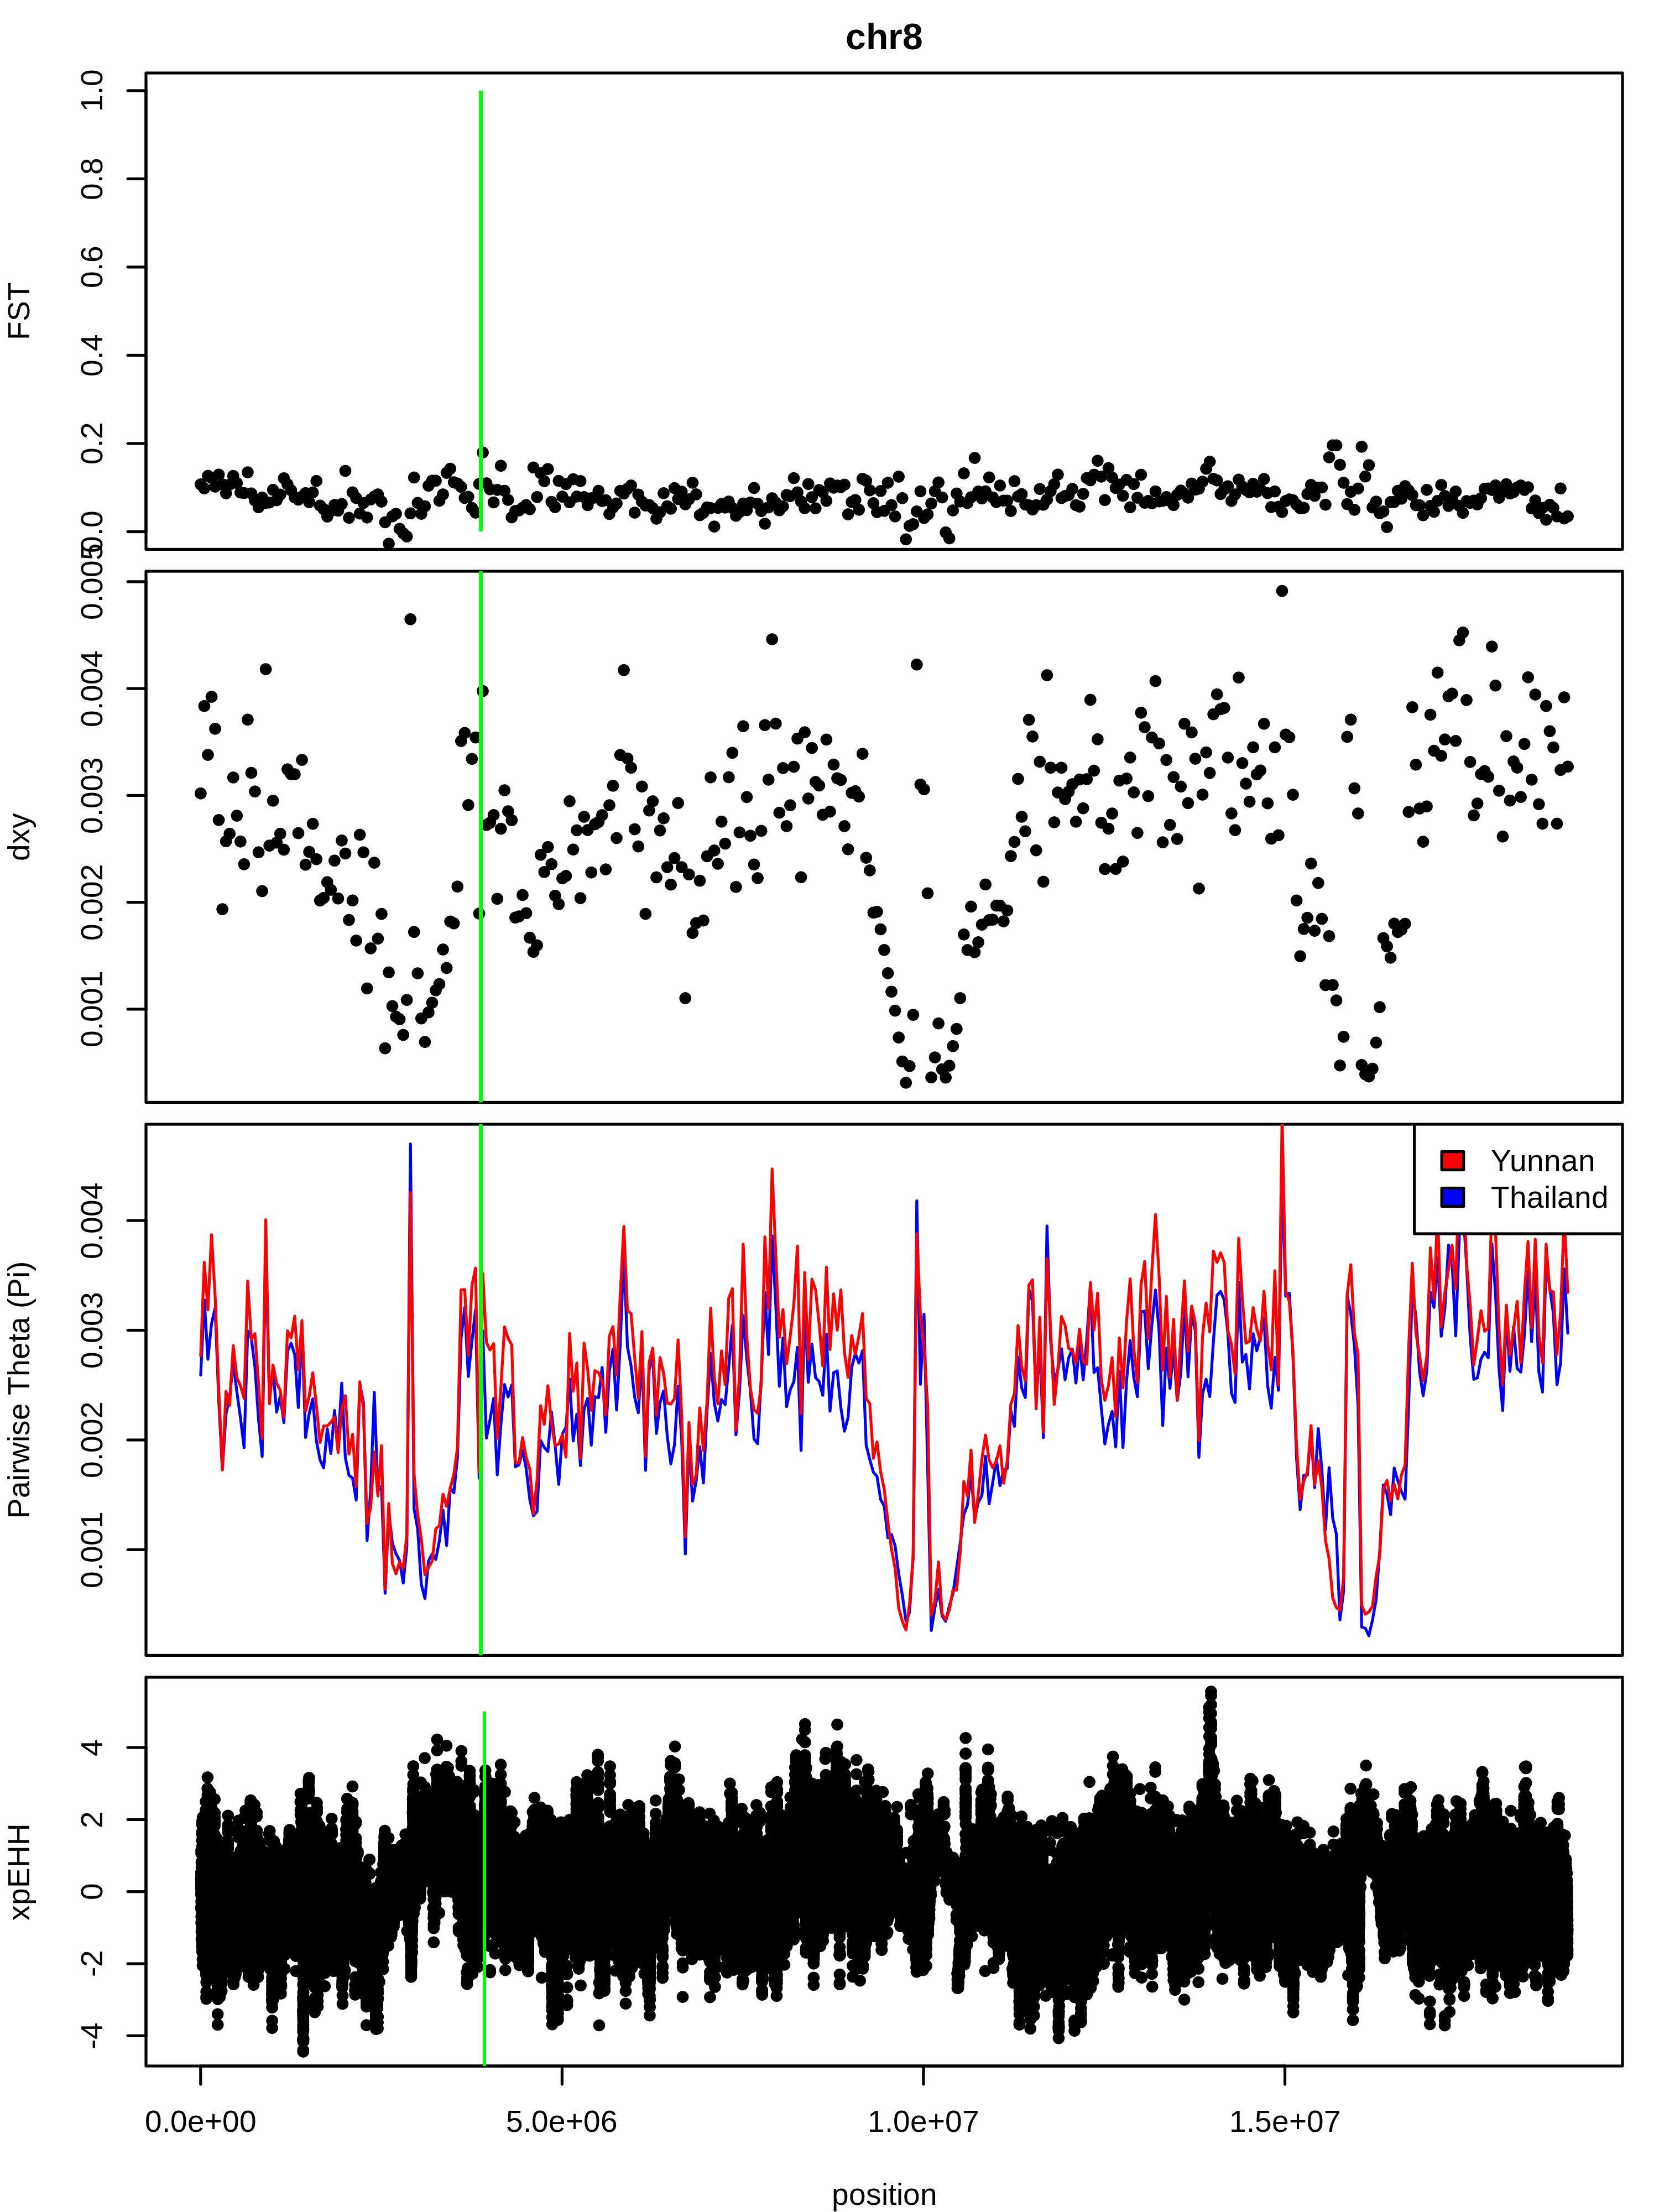 chr8
FST
1.0
0.8
0.6
0.4
0.2
0.0
dxy
0.005
0.004
0.003
0.002
0.001
Pairwise Theta (Pi)
0.004
0.003
0.002
0.001
Yunnan
Thailand
xpEHH
4
2
0
-2
-4
0.0e+00 5.0e+06 1.0e+07 1.5e+07
position